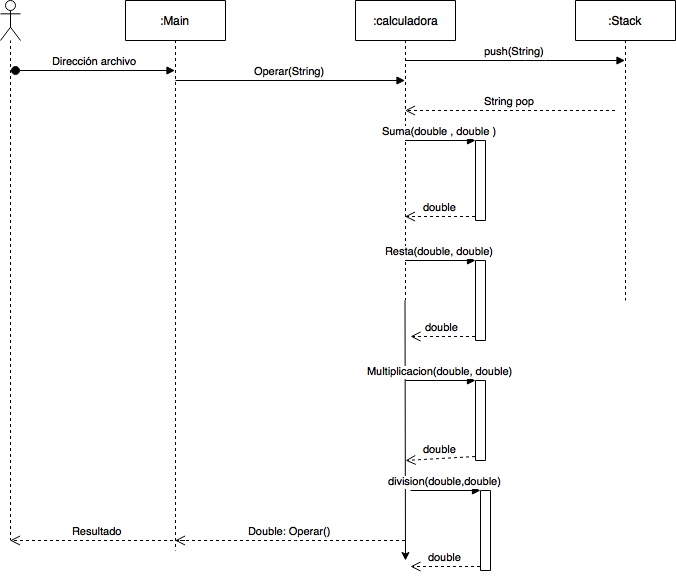 :Main
:calculadora
:Stack
push(String)
Dirección archivo
Operar(String)
String pop
Suma(double , double )
double
Resta(double, double)
double
Multiplicacion(double, double)
double
division(double,double)
Resultado
Double: Operar()
double